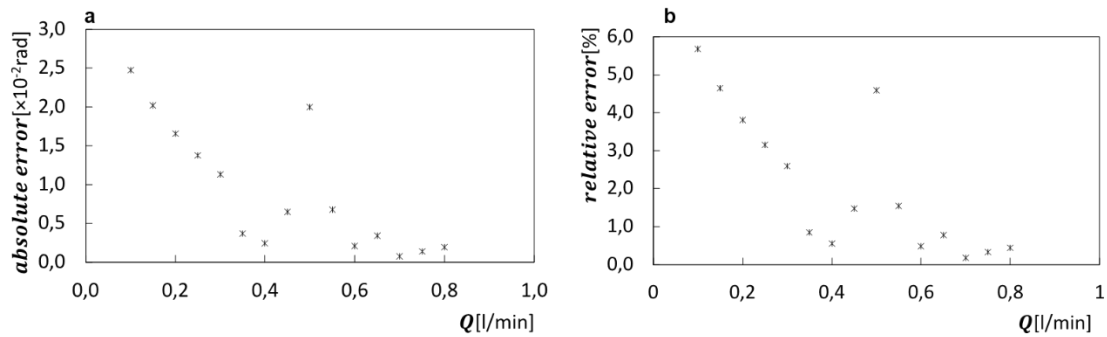 a
absolute error[×10⁻²rad]
3,0
2,5
2,0
1,5
1,0
0,5
0,0
0,0 0,2 0,4 0,6 0,8 1,0
Q[l/min]
b
relative error[%]
6,0
5,0
4,0
3,0
2,0
1,0
0,0
0 0,2 0,4 0,6 0,8 1
Q[l/min]